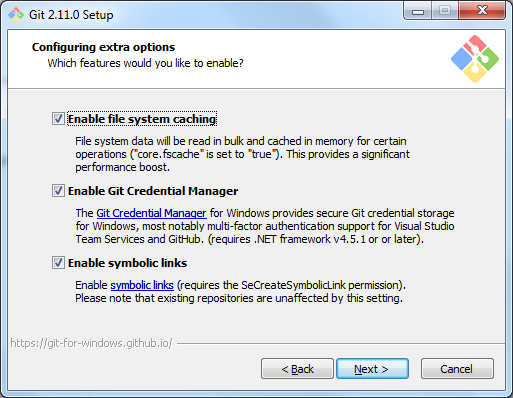 Git 2.11.0 Setup
Configuring extra options
Which features would you like to enable?
Enable file system caching
File system data will be read in bulk and cached in memory for certain
operations ("core.fscache" is set to "true"). This provides a significant
performance boost.
Enable Git Credential Manager
The Git Credential Manager for Windows provides secure Git credential storage
for Windows, most notably multi-factor authentication support for Visual Studio
Team Services and GitHub. (requires .NET framework v4.5.1 or or later).
Enable symbolic links
Enable symbolic links (requires the SeCreateSymbolicLink permission).
Please note that existing repositories are unaffected by this setting.
https://git-for-windows.github.io/
< Back
Next >
Cancel